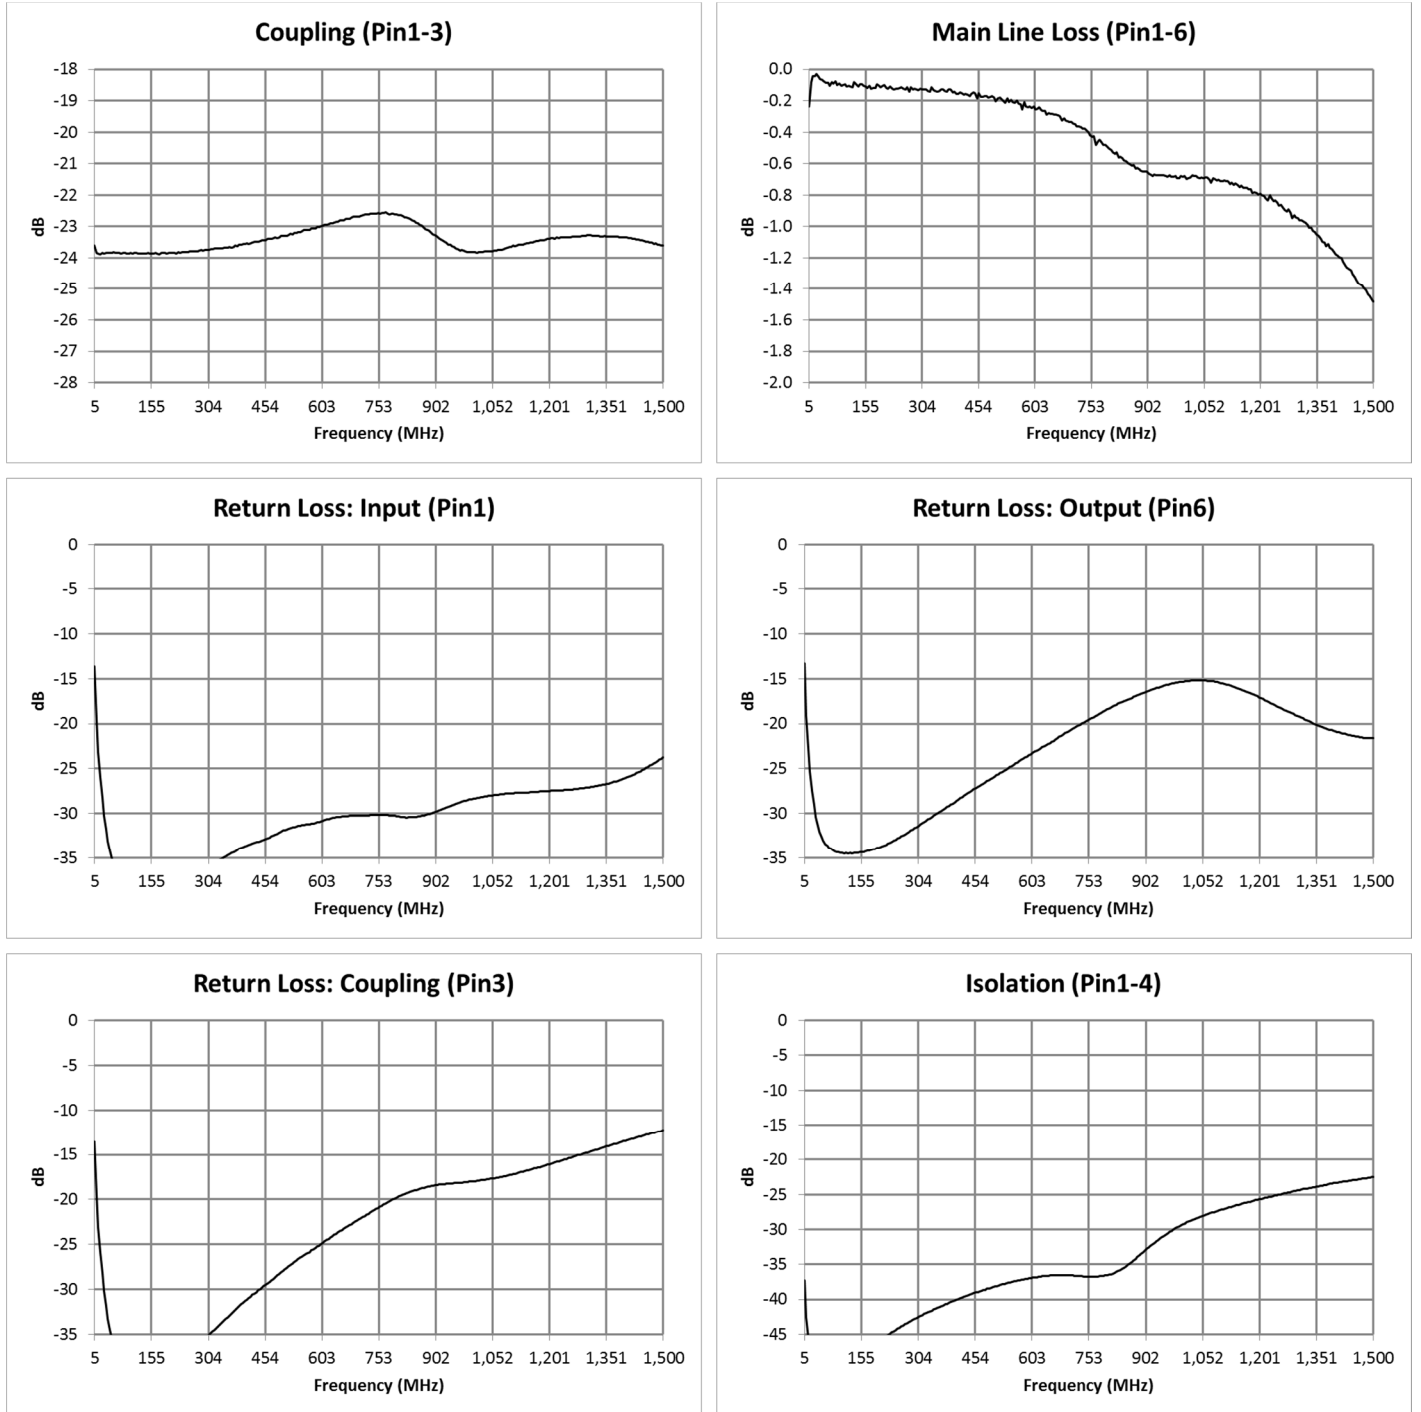 Coupling (Pin1-3)
-18
-19
-20
-21
-22
-23
-24
-25
-26
-27
-28
dB
5 155 304 454 603 753 902 1,052 1,201 1,351 1,500
Frequency (MHz)
Main Line Loss (Pin1-6)
0.0
-0.2
-0.4
-0.6
-0.8
-1.0
-1.2
-1.4
-1.6
-1.8
-2.0
dB
5 155 304 454 603 753 902 1,052 1,201 1,351 1,500
Frequency (MHz)
Return Loss: Input (Pin1)
0
-5
-10
-15
-20
-25
-30
-35
dB
5 155 304 454 603 753 902 1,052 1,201 1,351 1,500
Frequency (MHz)
Return Loss: Output (Pin6)
0
-5
-10
-15
-20
-25
-30
-35
dB
5 155 304 454 603 753 902 1,052 1,201 1,351 1,500
Frequency (MHz)
Return Loss: Coupling (Pin3)
0
-5
-10
-15
-20
-25
-30
-35
dB
5 155 304 454 603 753 902 1,052 1,201 1,351 1,500
Frequency (MHz)
Isolation (Pin1-4)
0
-5
-10
-15
-20
-25
-30
-35
-40
-45
dB
5 155 304 454 603 753 902 1,052 1,201 1,351 1,500
Frequency (MHz)